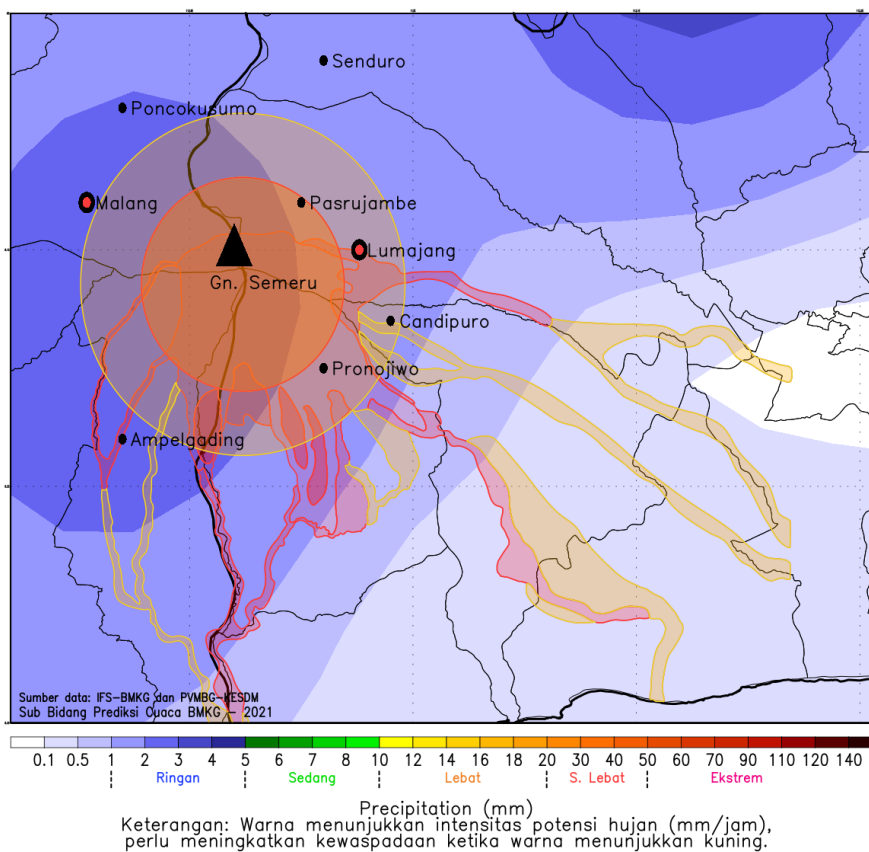 Senduro
Poncokusumo
Malang
Pasrujambe
Lumajang
Gn. Semeru
Candipuro
Pronojiwo
Ampelgading
Sumber data: IFS-BMKG dan PVMBG-KESDM
Sub Bidang Prediksi Cuaca BMKG - 2021
0.1 0.5 1 2 3 4 5 6 7 8 10 12 14 16 18 20 30 40 50 60 70 90 110 120 140
Ringan Sedang Lebat S. Lebat Ekstrem
Precipitation (mm)
Keterangan: Warna menunjukkan intensitas potensi hujan (mm/jam),
perlu meningkatkan kewaspadaan ketika warna menunjukkan kuning.